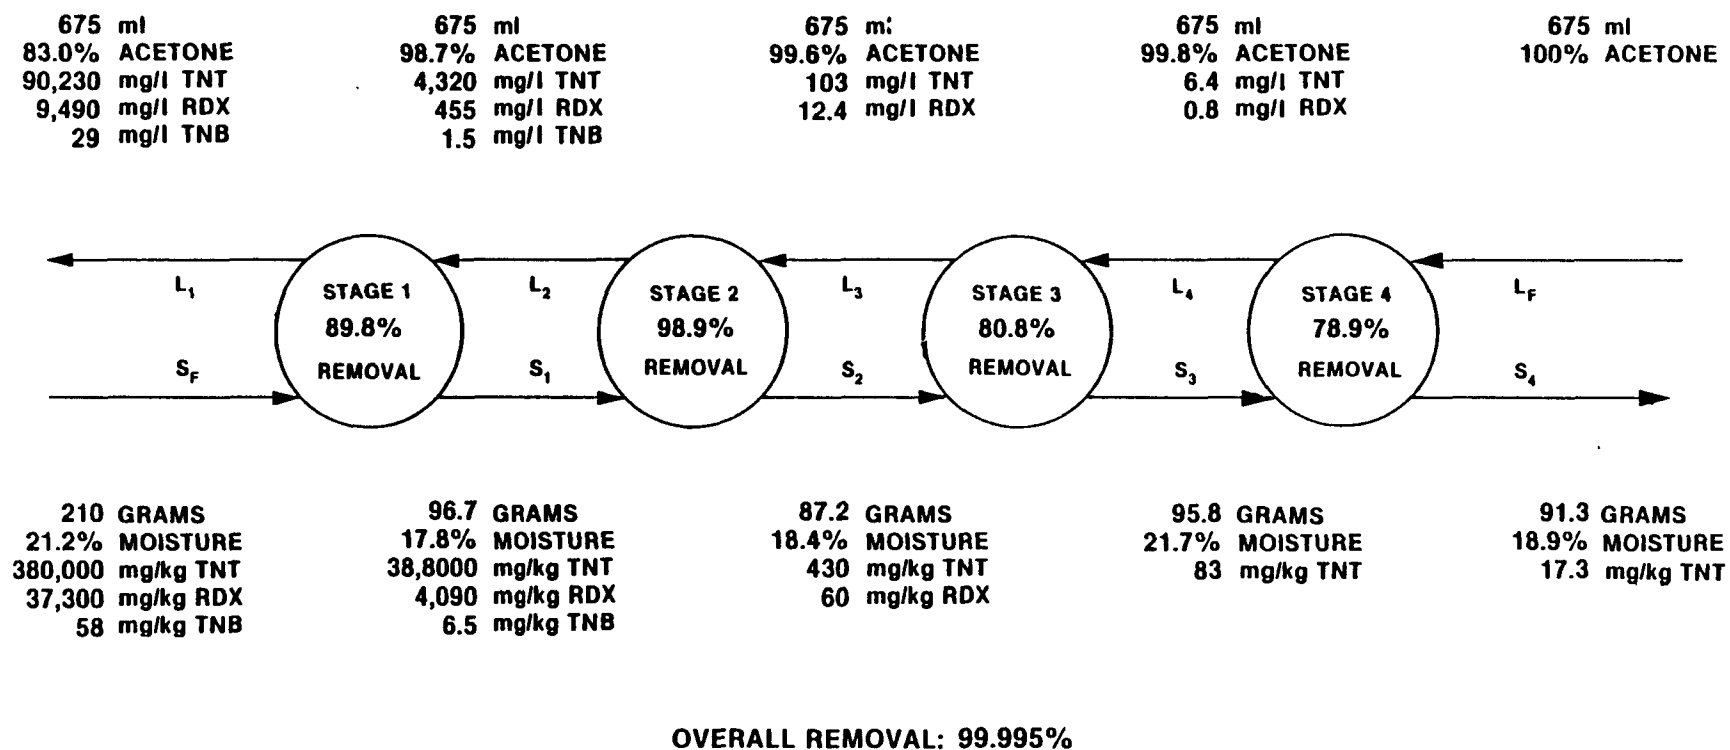 675 ml
83.0% ACETONE
90,230 mg/l TNT
9,490 mg/l RDX
29 mg/l TNB
675 ml
98.7% ACETONE
4,320 mg/l TNT
455 mg/l RDX
1.5 mg/l TNB
675 m:
99.6% ACETONE
103 mg/l TNT
12.4 mg/l RDX
675 ml
99.8% ACETONE
6.4 mg/l TNT
0.8 mg/l RDX
675 ml
100% ACETONE
L1
SF
STAGE 1
89.8%
REMOVAL
L2
S1
STAGE 2
98.9%
REMOVAL
L3
S2
STAGE 3
80.8%
REMOVAL
L4
S3
STAGE 4
78.9%
REMOVAL
LF
S4
210 GRAMS
21.2% MOISTURE
380,000 mg/kg TNT
37,300 mg/kg RDX
58 mg/kg TNB
96.7 GRAMS
17.8% MOISTURE
38,8000 mg/kg TNT
4,090 mg/kg RDX
6.5 mg/kg TNB
87.2 GRAMS
18.4% MOISTURE
430 mg/kg TNT
60 mg/kg RDX
95.8 GRAMS
21.7% MOISTURE
83 mg/kg TNT
91.3 GRAMS
18.9% MOISTURE
17.3 mg/kg TNT
OVERALL REMOVAL: 99.995%